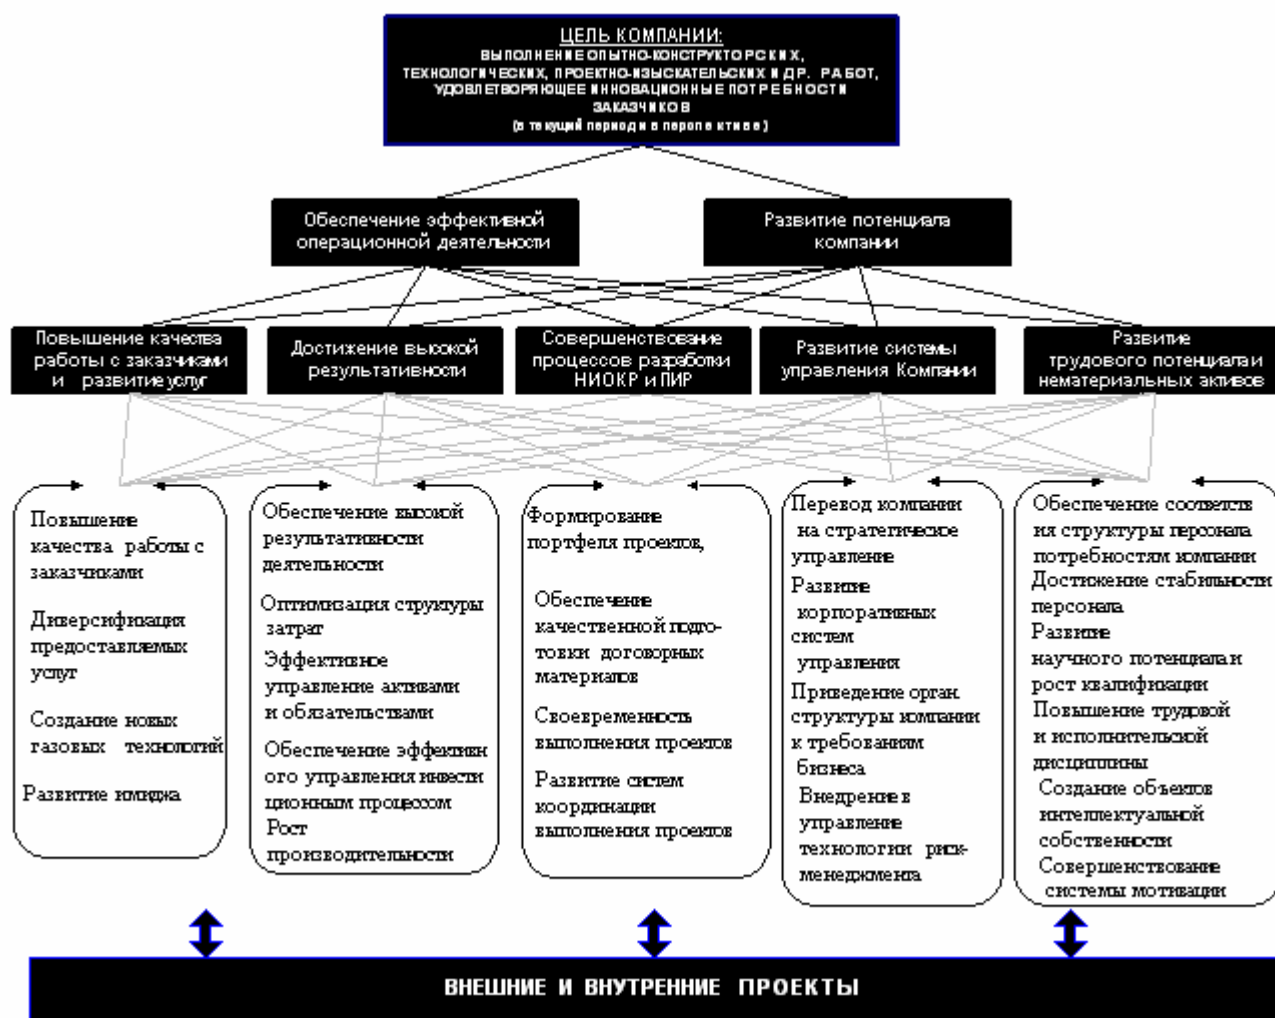 ЦЕЛЬ КОМПАНИИ:
ВЫПОЛНЕНИЕ ОПЫТНО-КОНСТРУКТОРСКИХ,
ТЕХНОЛОГИЧЕСКИХ, ПРОЕКТНО-ИЗЫСКАТЕЛЬСКИХ И ДР. РАБОТ,
УДОВЛЕТВОРЯЮЩЕЕ ИННОВАЦИОННЫЕ ПОТРЕБНОСТИ
ЗАКАЗЧИКОВ
(в текущий период и в перспективе)
Обеспечение эффективной
операционной деятельности
Развитие потенциала
компании
Повышение качества
работы с заказчиками
и развитие услуг
Достижение высокой
результативности
Совершенствование
процессов разработки
НИОКР и ПИР
Развитие системы
управления Компании
Развитие
трудового потенциала и
нематериальных активов
Повышение
качества работы с
заказчиками
Диверсификация
предоставляемых
услуг
Создание новых
газовых технологий
Развитие имиджа
Обеспечение высокой
результативности
деятельности
Оптимизация структуры
затрат
Эффективное
управление активами
и обязательствами
Обеспечение эффективн
ого управления инвести
ционным процессом
Рост
производительности
Формирование
портфеля проектов,
Обеспечение
качественной подго-
товки договорных
материалов
Своевременность
выполнения проектов
Развитие систем
координации
выполнения проектов
Перевод компании
на стратегическое
управление
Развитие
корпоративных
систем
управления
Приведение орган.
структуры компании
к требованиям
бизнеса
Внедрение в
управление
технологии риск-
менеджмента
Обеспечение соответств
ия структуры персонала
потребностям компании
Достижение стабильности
персонала
Развитие
научного потенциала и
рост квалификации
Повышение трудовой
и исполнительской
дисциплины
Создание объектов
интеллектуальной
собственности
Совершенствование
системы мотивации
ВНЕШНИЕ И ВНУТРЕННИЕ ПРОЕКТЫ